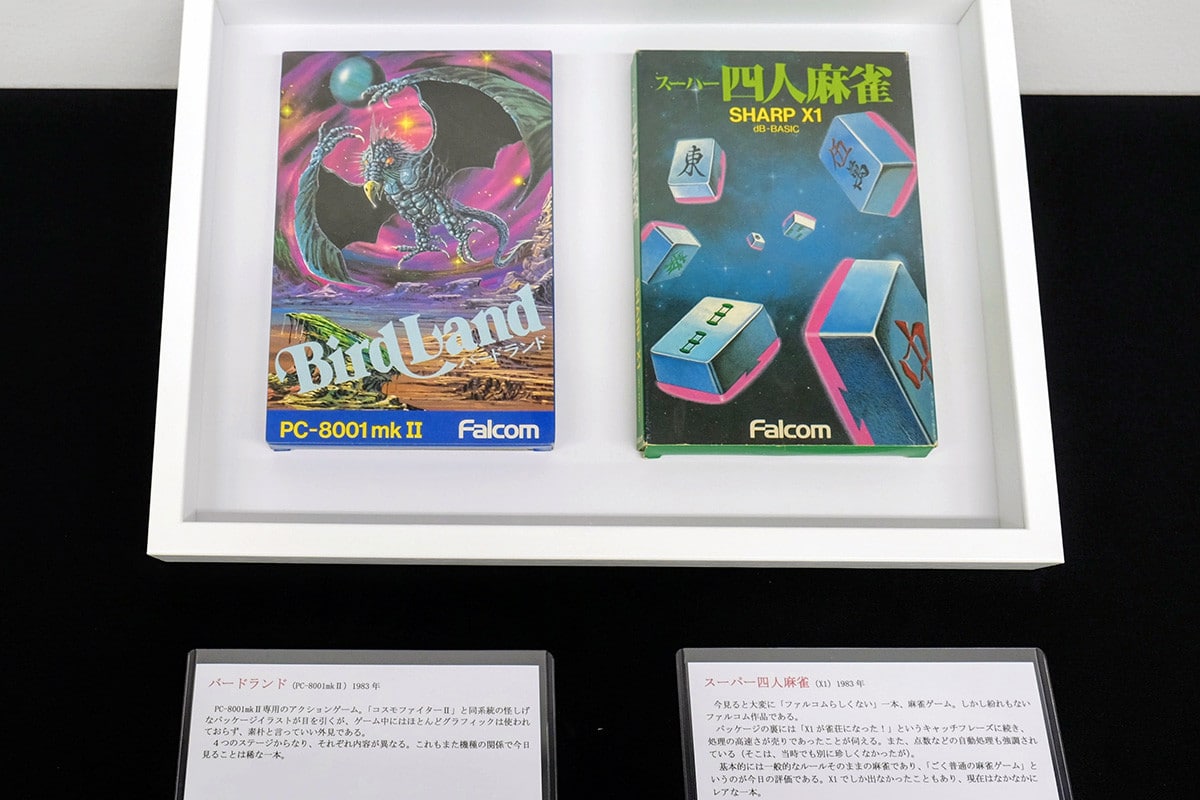 Bird Land
バードランド
PC-8001mkII
Falcom
スーパー 四人麻雀
SHARP X1
dB-BASIC
東
伍萬
中
Falcom
バードランド (PC-8001mkⅡ) 1983年
PC-8001mkⅡ専用のアクションゲーム。「コスモファイターⅡ」と同系統の怪しげ
なパッケージイラストが目を引くが、ゲーム中にはほとんどグラフィックは使われ
ておらず、素朴と言っていい外見である。
４つのステージからなり、それぞれ内容が異なる。これもまた機種の関係で今日
見ることは稀な一本。
スーパー四人麻雀 (X1) 1983年
今見ると大変に「ファルコムらしくない」一本、麻雀ゲーム。しかし紛れもない
ファルコム作品である。
パッケージの裏には「X1が雀荘になった！」というキャッチフレーズに続き、
処理の高速さが売りであったことが伺える。また、点数などの自動処理も強調され
ている（そこは、当時でも別に珍しくなかったが）。
基本的には一般的なルールそのままの麻雀であり、「ごく普通の麻雀ゲーム」と
いうのが今日の評価である。X1でしか出なかったこともあり、現在はなかなかに
レアな一本。